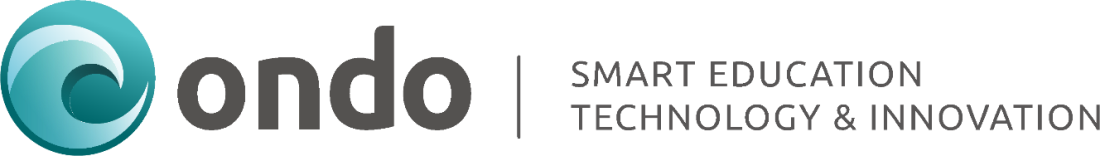 ondo
SMART EDUCATION
TECHNOLOGY & INNOVATION